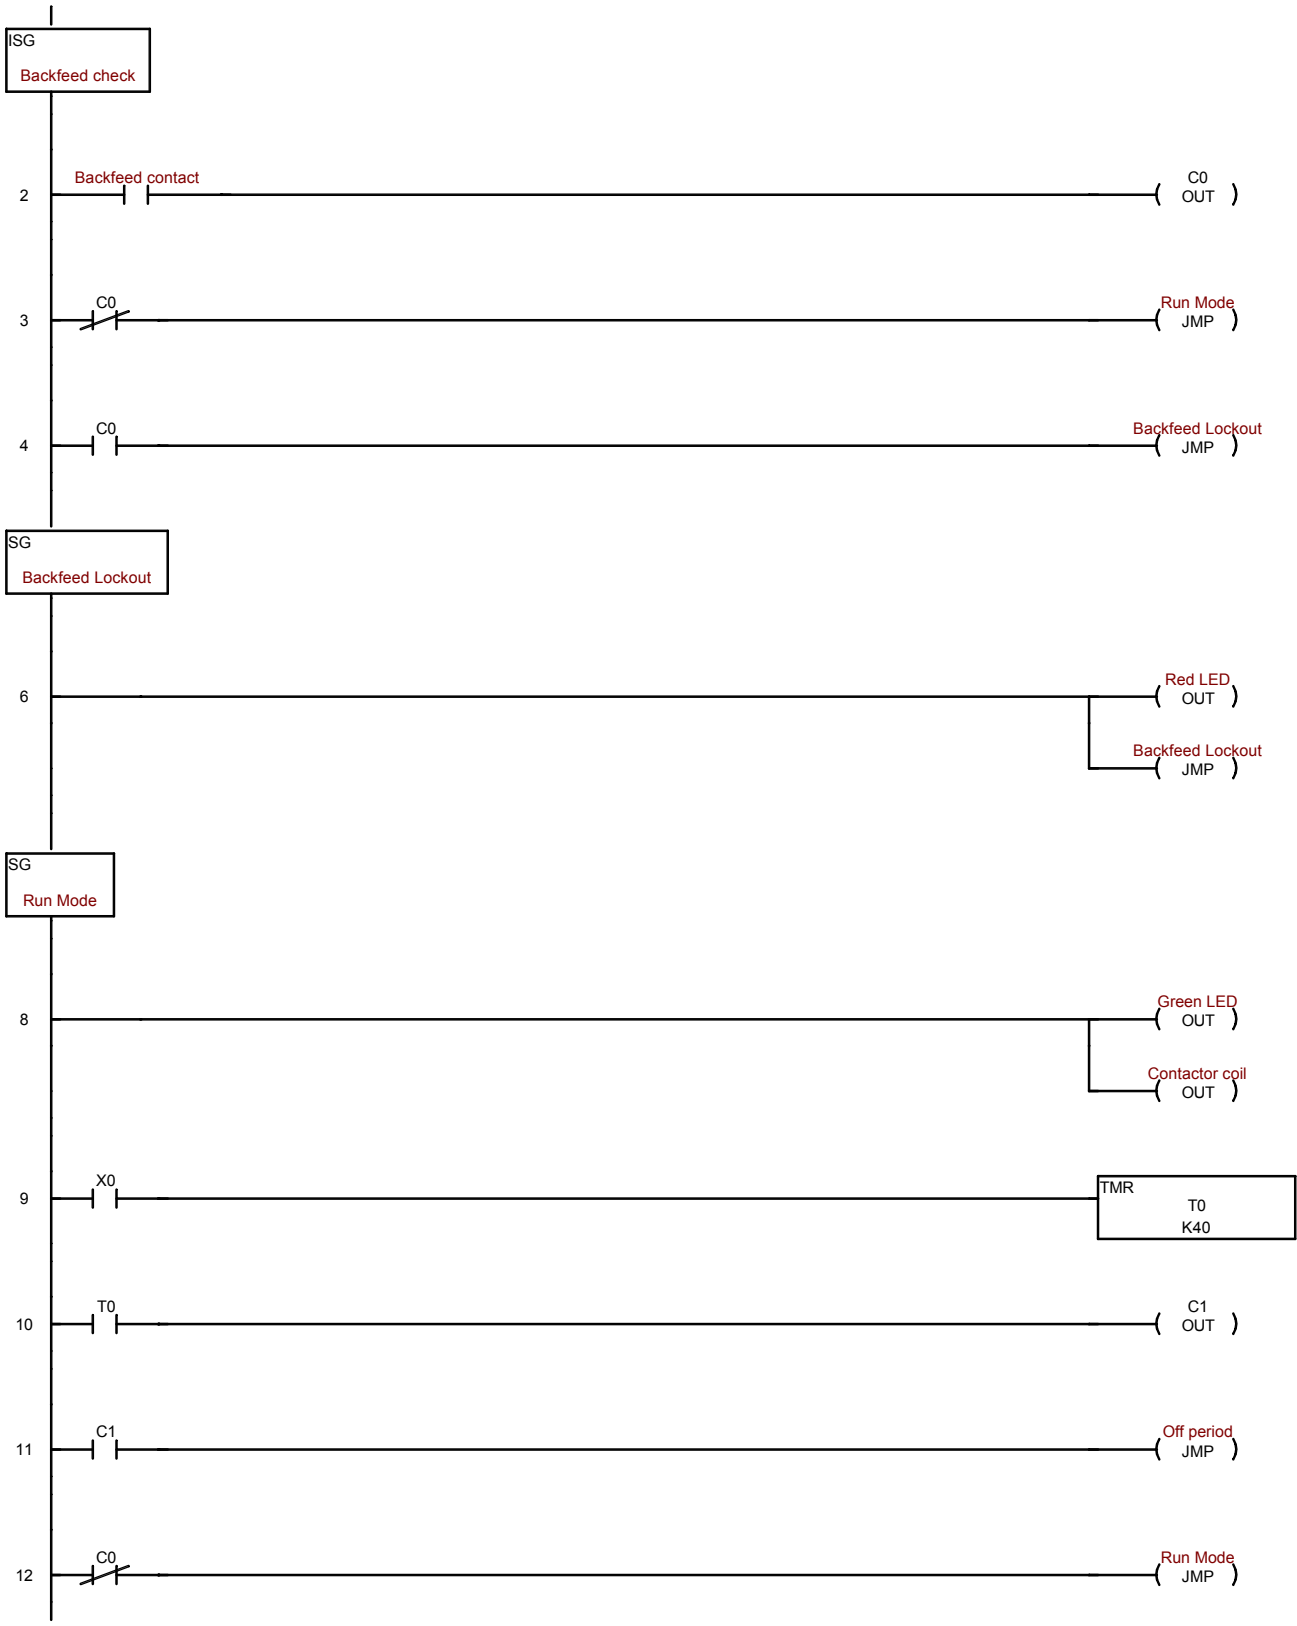 ISG
Backfeed check
2
Backfeed contact
C0
OUT
3
C0
Run Mode
JMP
4
C0
Backfeed Lockout
JMP
SG
Backfeed Lockout
6
Red LED
OUT
Backfeed Lockout
JMP
SG
Run Mode
8
Green LED
OUT
Contactor coil
OUT
9
X0
TMR
T0
K40
10
T0
C1
OUT
11
C1
Off period
JMP
12
C0
Run Mode
JMP